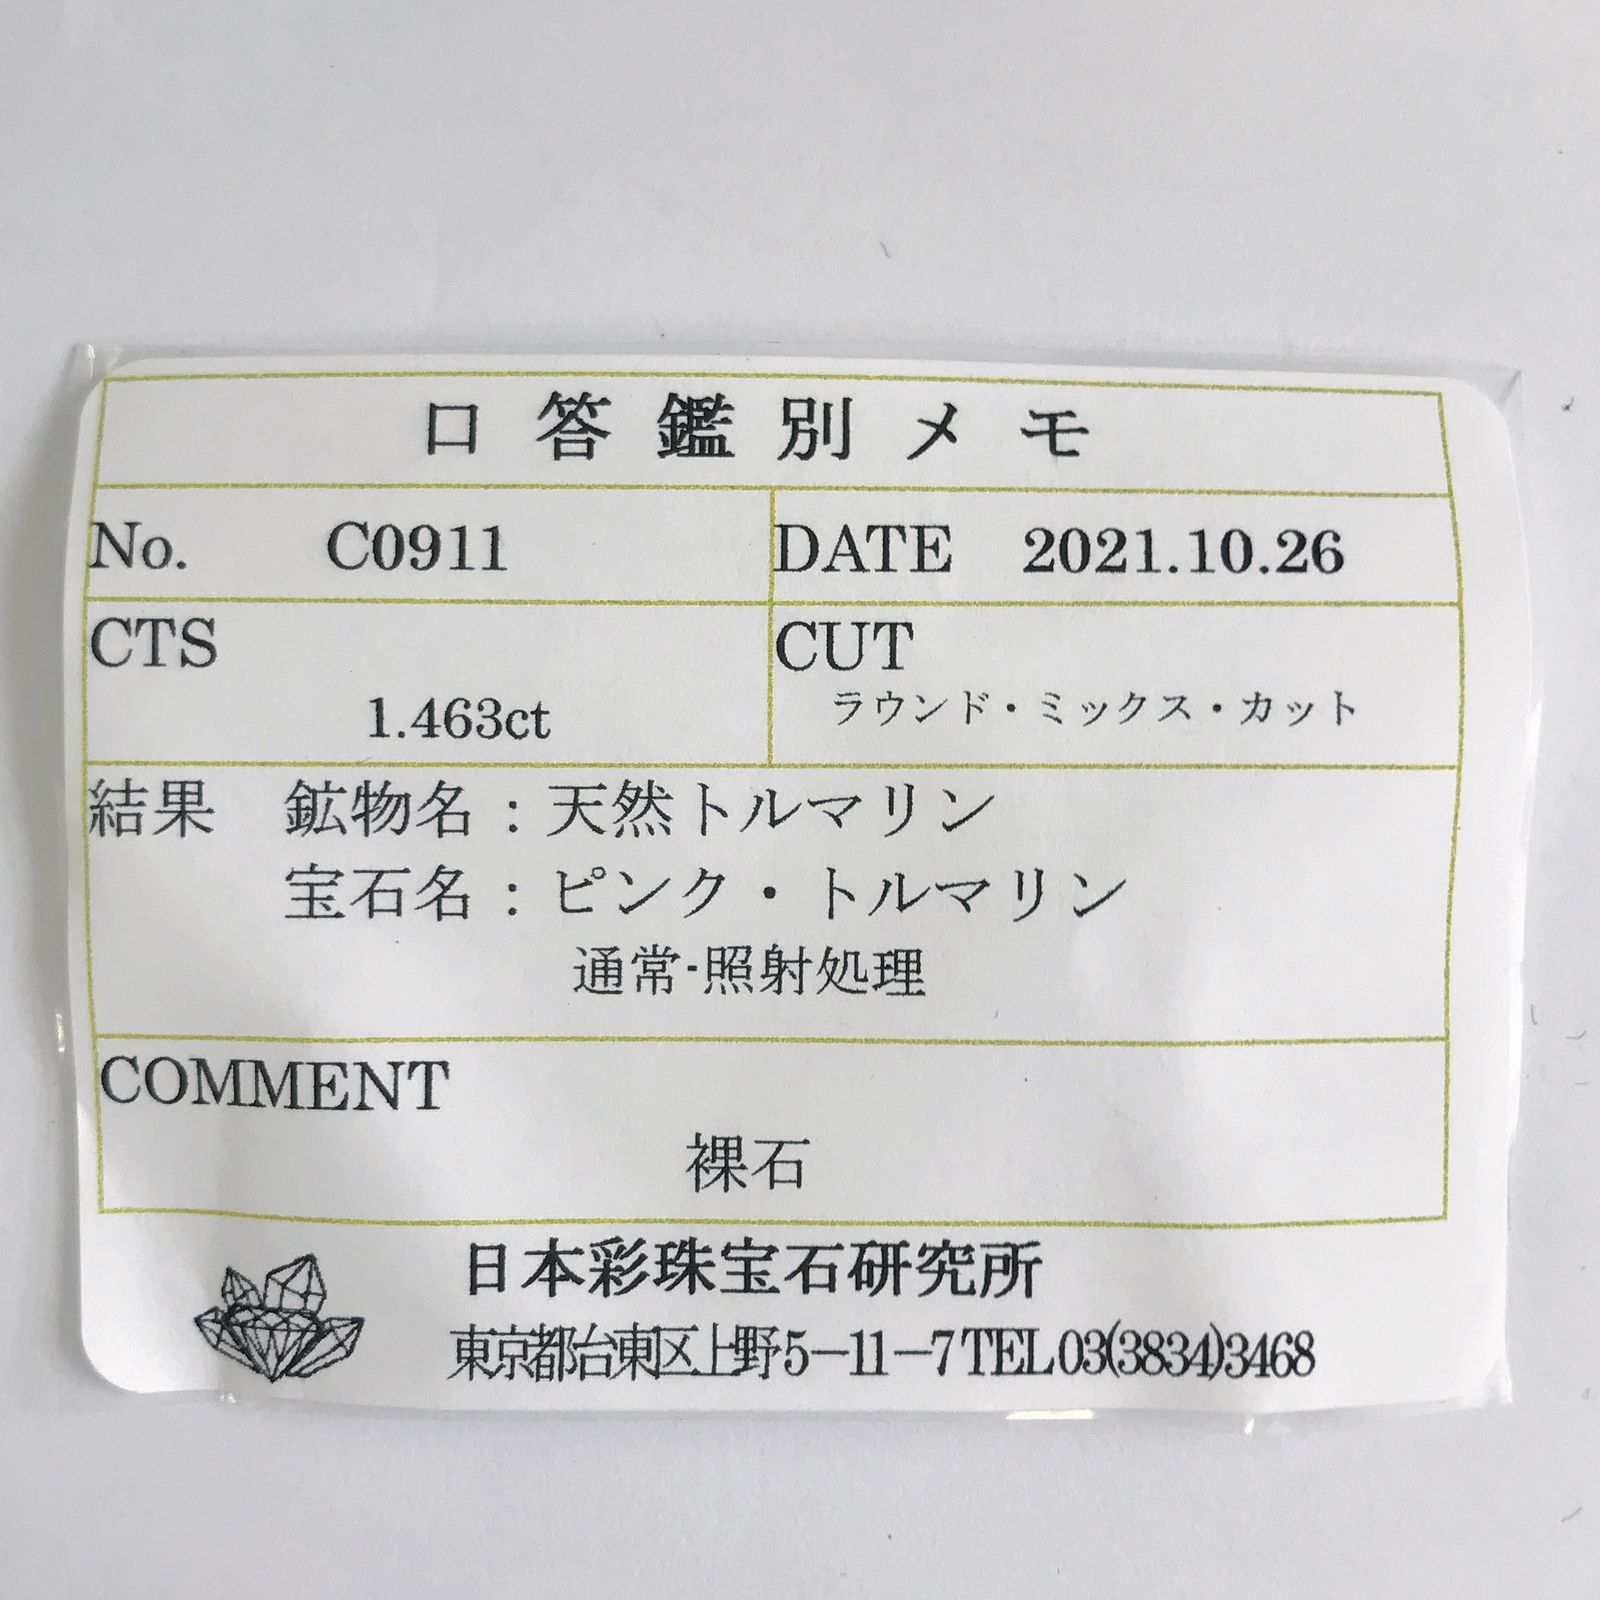 口答鑑別メモ
No. C0911 DATE 2021.10.26
CTS CUT
1.463ct ラウンド・ミックス・カット
結果 鉱物名：天然トルマリン
宝石名：ピンク・トルマリン
通常-照射処理
COMMENT
裸石
日本彩珠宝石研究所
東京都台東区上野5－11－7 TEL 03(3834)3468